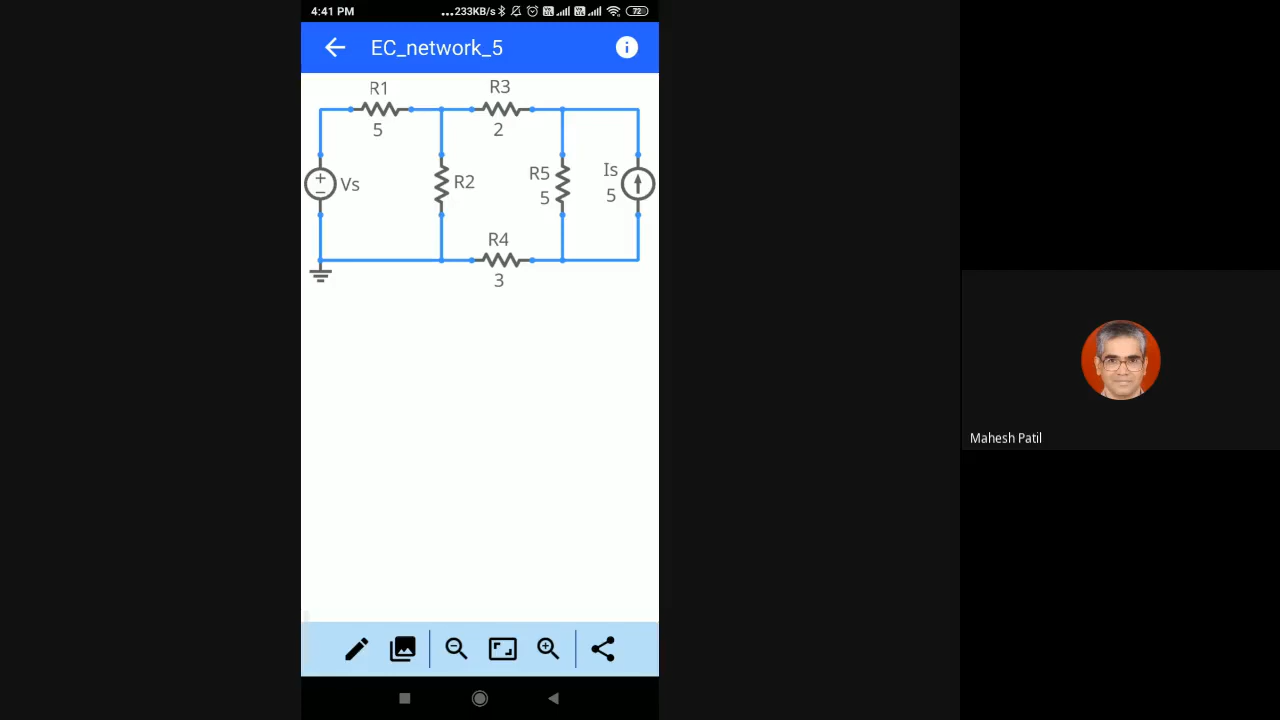 4:41 PM ...233KB/s 72
EC_network_5
R1 R3
5 2
Vs R2 R5 Is
5 5
R4
3
Mahesh Patil